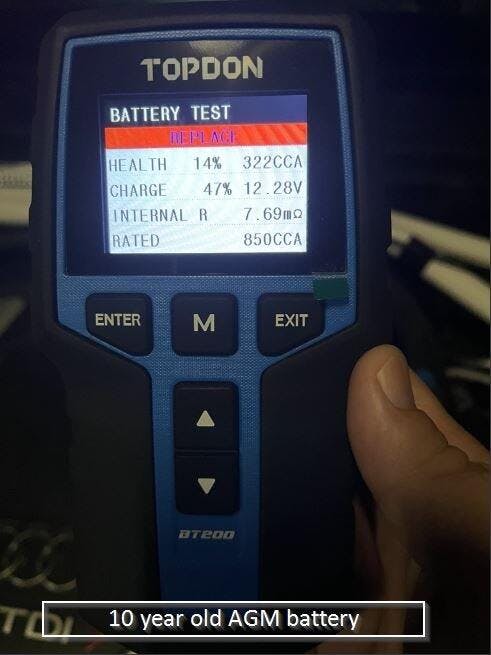 TOPDON
BATTERY TEST
REPLACE
HEALTH 14% 322CCA
CHARGE 47% 12.28V
INTERNAL R 7.69mΩ
RATED 850CCA
ENTER M EXIT
BT200
TDI
10 year old AGM battery